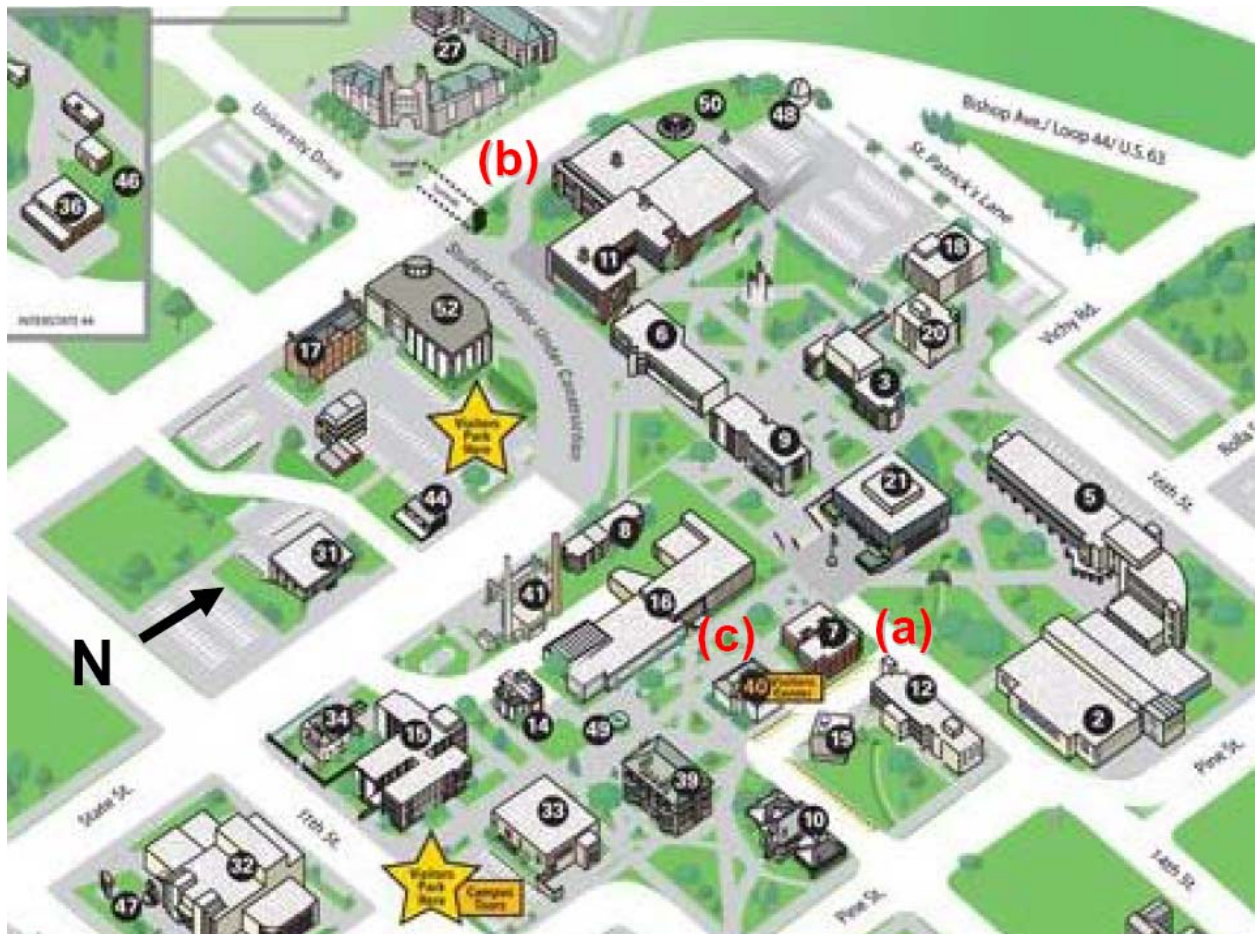 27
50
48
Bishop Ave./ Loop 44/ U.S. 63
University Drive
(b)
St. Patrick's Lane
46
36
18
11
Student Corridor Under Construction
52
INTERSTATE 44
17
6
20
Vichy Rd.
3
Visitors
Park
Here
9
21
5
16th St.
Rolla S
44
8
31
41
16
N
(c)
7
(a)
40
Visitors
Center
12
2
34
15
14
49
19
Pine St.
39
State St.
11th St.
33
10
32
Visitors
Park
Here
Campus
Tours
14th St.
47
Pine St.